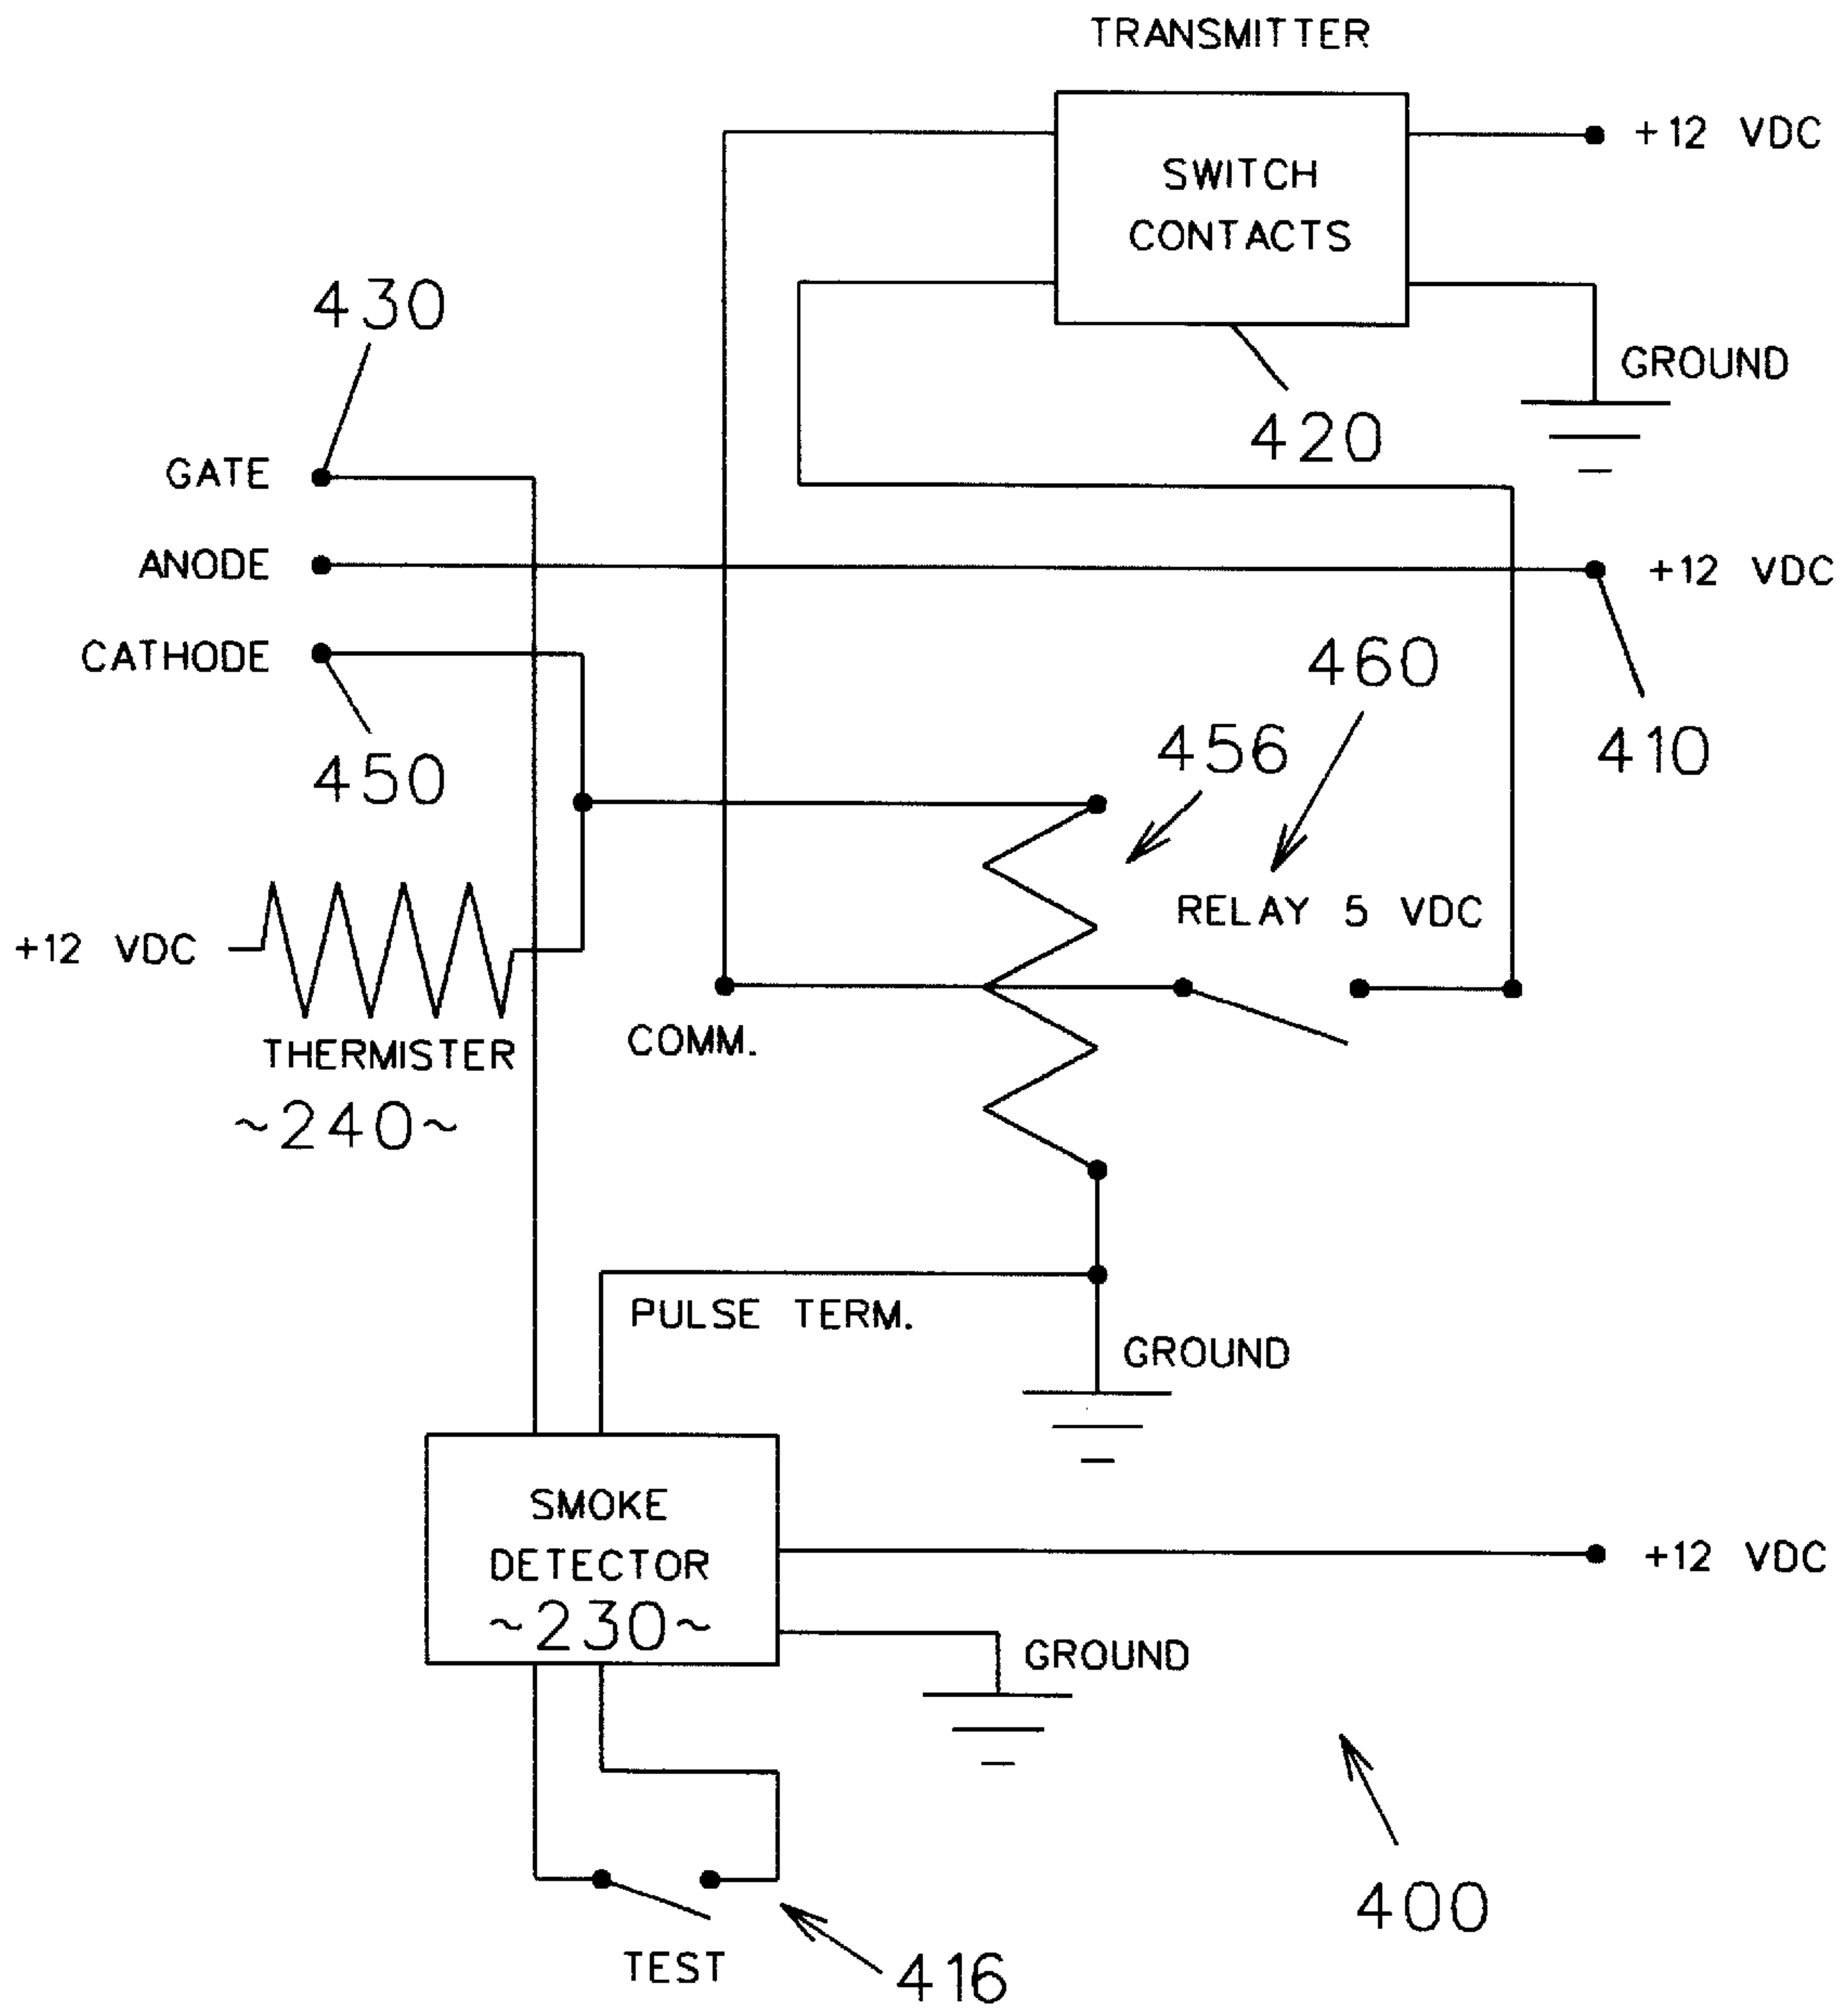 TRANSMITTER
+12 VDC
SWITCH
CONTACTS
430
GROUND
420
GATE
ANODE
+12 VDC
CATHODE
460
456
410
450
RELAY 5 VDC
+12 VDC
COMM.
THERMISTER
~240~
PULSE TERM.
GROUND
SMOKE
DETECTOR
+12 VDC
~230~
GROUND
400
TEST
416